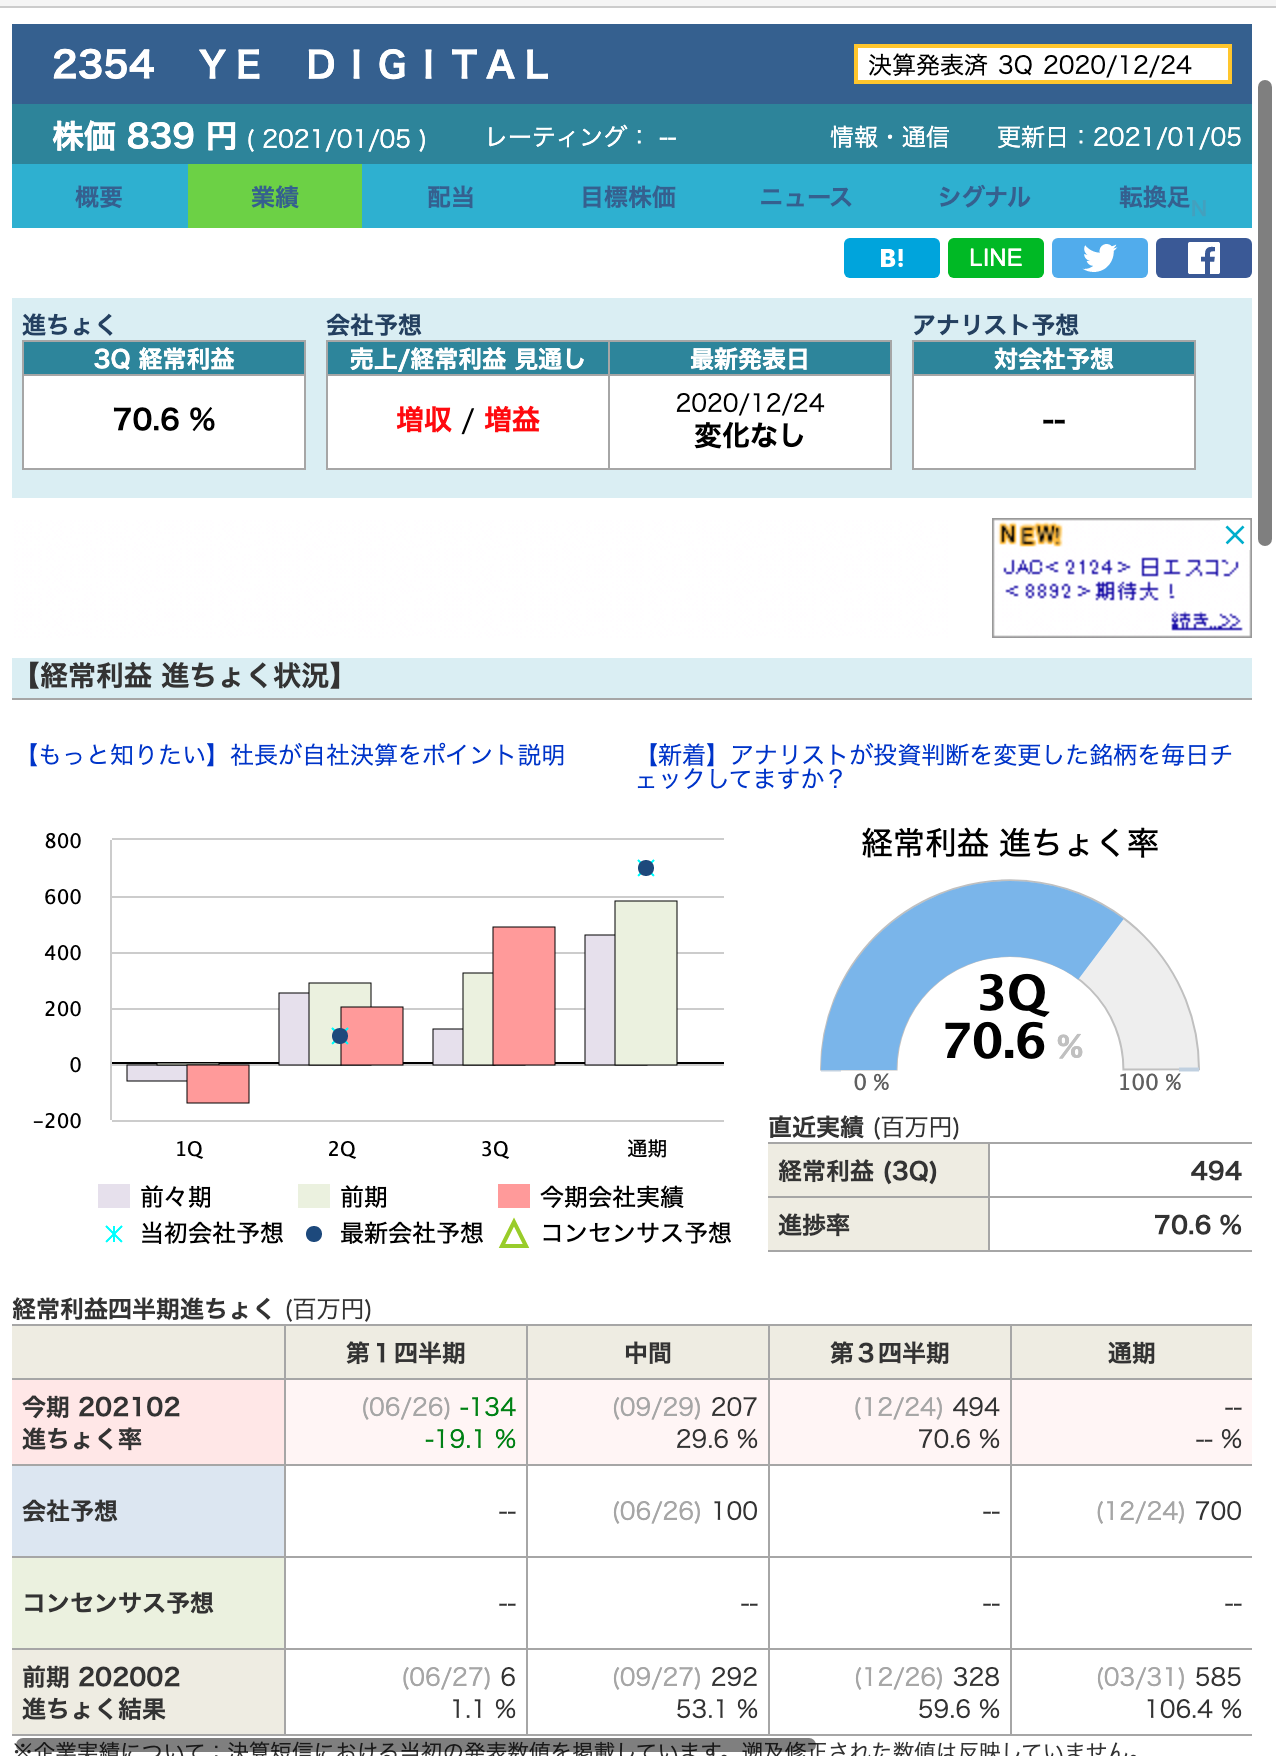 2354 YE DIGITAL
決算発表済 3Q 2020/12/24
株価 839 円 ( 2021/01/05 ) レーティング： -- 情報・通信 更新日：2021/01/05
概要 業績 配当 目標株価 ニュース シグナル 転換足
B! LINE
進ちょく 会社予想 アナリスト予想
3Q 経常利益 売上/経常利益 見通し 最新発表日 対会社予想
70.6 % 増収 / 増益 2020/12/24 --
変化なし
NEW!
JAC<2124> 日エスコン
<8892>期待大！
続き..>>
【経常利益 進ちょく状況】
【もっと知りたい】社長が自社決算をポイント説明
【新着】アナリストが投資判断を変更した銘柄を毎日チ
ェックしてますか？
800
600
400
200
0
-200
1Q 2Q 3Q 通期
前々期 前期 今期会社実績
当初会社予想 最新会社予想 コンセンサス予想
経常利益 進ちょく率
3Q
70.6 %
0 % 100 %
直近実績 (百万円)
経常利益 (3Q) 494
進捗率 70.6 %
経常利益四半期進ちょく (百万円)
第１四半期 中間 第３四半期 通期
今期 202102 (06/26) -134 (09/29) 207 (12/24) 494 --
進ちょく率 -19.1 % 29.6 % 70.6 % -- %
会社予想 -- (06/26) 100 -- (12/24) 700
コンセンサス予想 -- -- -- --
前期 202002 (06/27) 6 (09/27) 292 (12/26) 328 (03/31) 585
進ちょく結果 1.1 % 53.1 % 59.6 % 106.4 %
※企業実績について：決算短信における当初の発表数値を掲載しています。遡及修正された数値は反映していません。